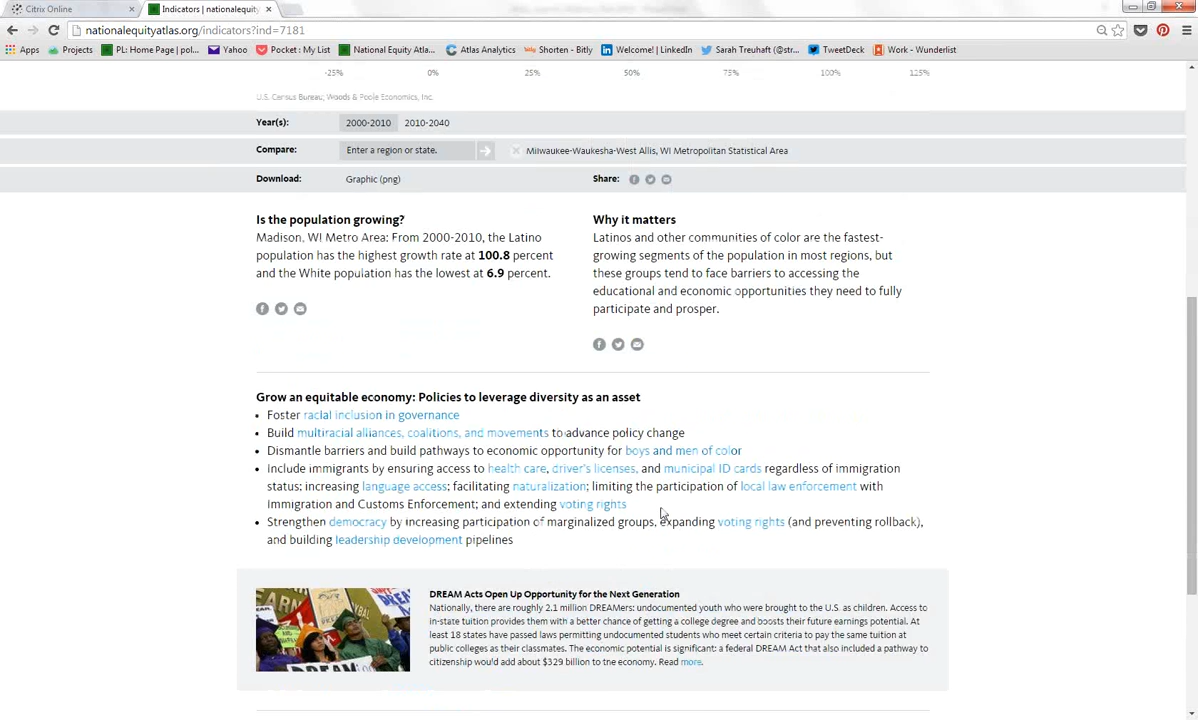 Citrix Online
Indicators | nationalequity
nationalequityatlas.org/indicators?ind=7181
Apps Projects PL: Home Page | pol... Yahoo Pocket : My List National Equity Atla... Atlas Analytics Shorten - Bitly Welcome! | LinkedIn Sarah Treuhaft (@str... TweetDeck Work - Wunderlist
-25% 0% 25% 50% 75% 100% 125%
U.S. Census Bureau; Woods & Poole Economics, Inc.
Year(s): 2000-2010 2010-2040
Compare: Enter a region or state. Milwaukee-Waukesha-West Allis, WI Metropolitan Statistical Area
Download: Graphic (png) Share:
Is the population growing?
Madison, WI Metro Area: From 2000-2010, the Latino
population has the highest growth rate at 100.8 percent
and the White population has the lowest at 6.9 percent.
Why it matters
Latinos and other communities of color are the fastest-
growing segments of the population in most regions, but
these groups tend to face barriers to accessing the
educational and economic opportunities they need to fully
participate and prosper.
Grow an equitable economy: Policies to leverage diversity as an asset
• Foster racial inclusion in governance
• Build multiracial alliances, coalitions, and movements to advance policy change
• Dismantle barriers and build pathways to economic opportunity for boys and men of color
• Include immigrants by ensuring access to health care, driver's licenses, and municipal ID cards regardless of immigration
status; increasing language access; facilitating naturalization; limiting the participation of local law enforcement with
Immigration and Customs Enforcement; and extending voting rights
• Strengthen democracy by increasing participation of marginalized groups, expanding voting rights (and preventing rollback),
and building leadership development pipelines
DREAM Acts Open Up Opportunity for the Next Generation
Nationally, there are roughly 2.1 million DREAMers: undocumented youth who were brought to the U.S. as children. Access to
in-state tuition provides them with a better chance of getting a college degree and boosts their future earnings potential. At
least 18 states have passed laws permitting undocumented students who meet certain criteria to pay the same tuition at
public colleges as their classmates. The economic potential is significant: a federal DREAM Act that also included a pathway to
citizenship would add about $329 billion to the economy. Read more.